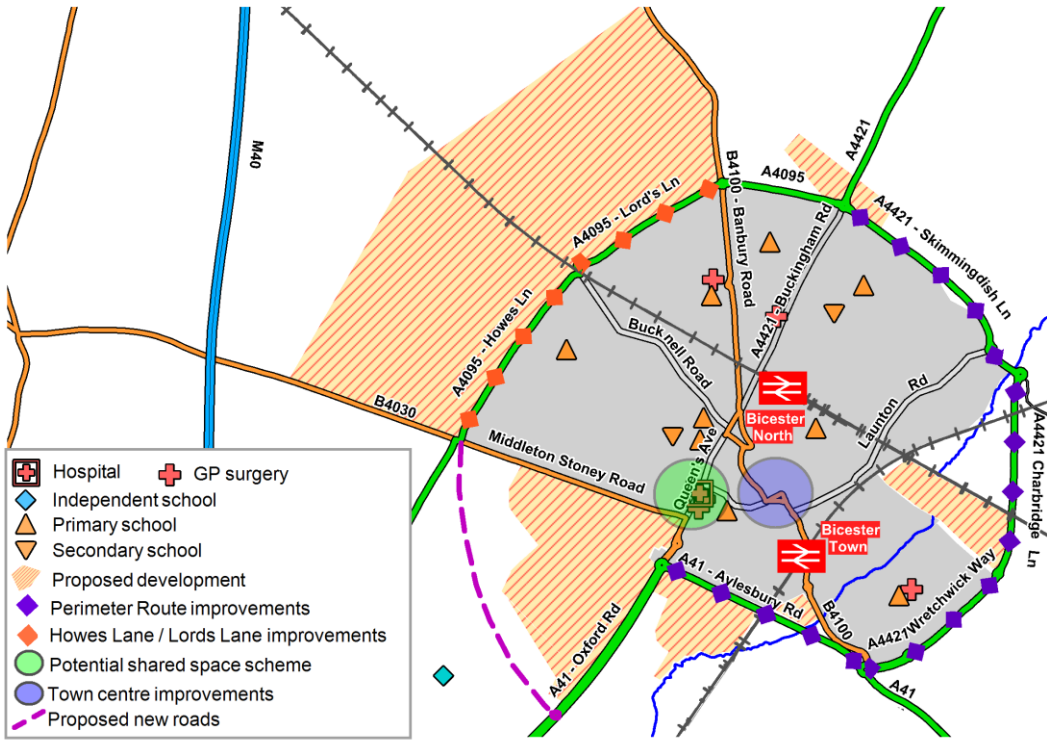 M40
A4095 - Lord's Ln
B4100 - Banbury Road
A4095
A4421
A4421 - Skimmingdish Ln
A4421 - Buckingham Rd
A4095 - Howes Ln
Bucknell Road
Launton Rd
B4030
Bicester
North
A4421 Charbridge Ln
Middleton Stoney Road
Queen's Ave
Bicester
Town
A41 - Aylesbury Rd
B4100
A4421Wretchwick Way
A41 - Oxford Rd
A41
Hospital
GP surgery
Independent school
Primary school
Secondary school
Proposed development
Perimeter Route improvements
Howes Lane / Lords Lane improvements
Potential shared space scheme
Town centre improvements
Proposed new roads